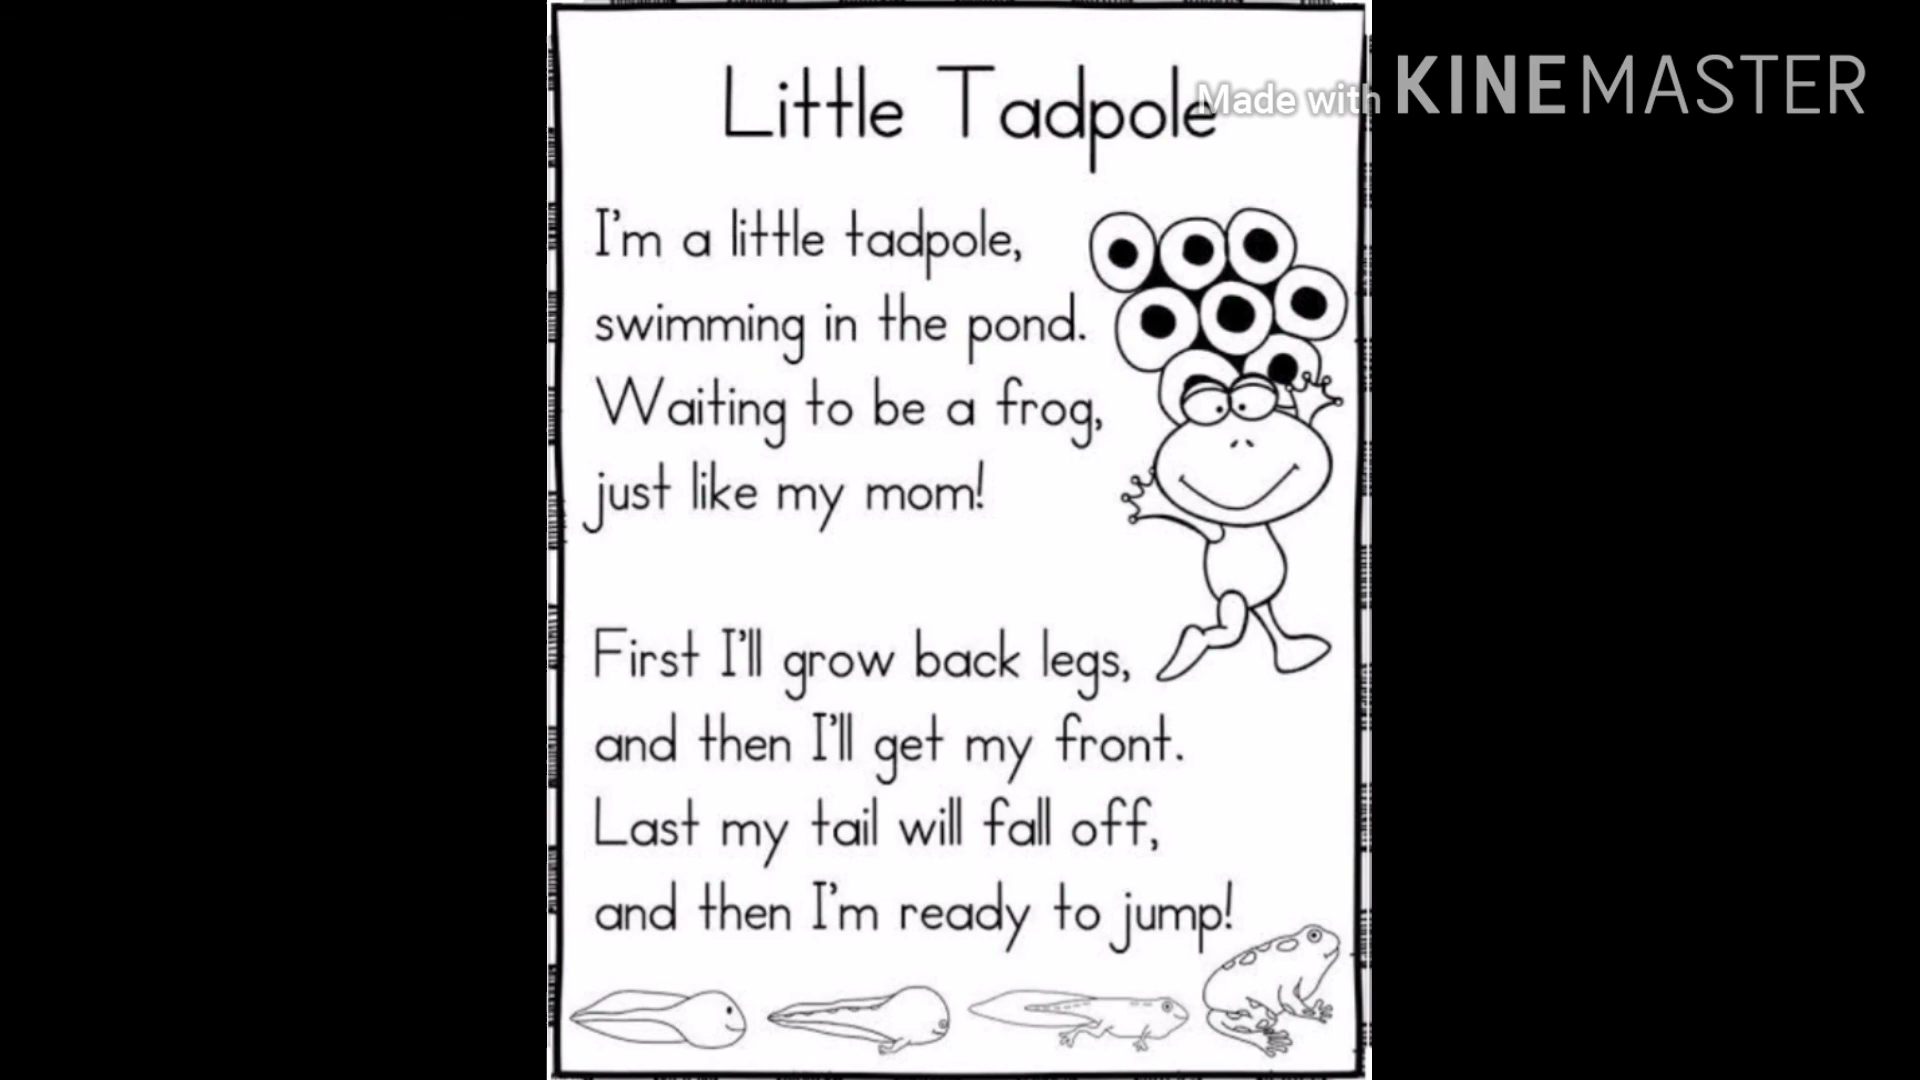 Little Tadpole
Made with KINEMASTER
I'm a little tadpole,
swimming in the pond.
Waiting to be a frog,
just like my mom!
First I'll grow back legs,
and then I'll get my front.
Last my tail will fall off,
and then I'm ready to jump!